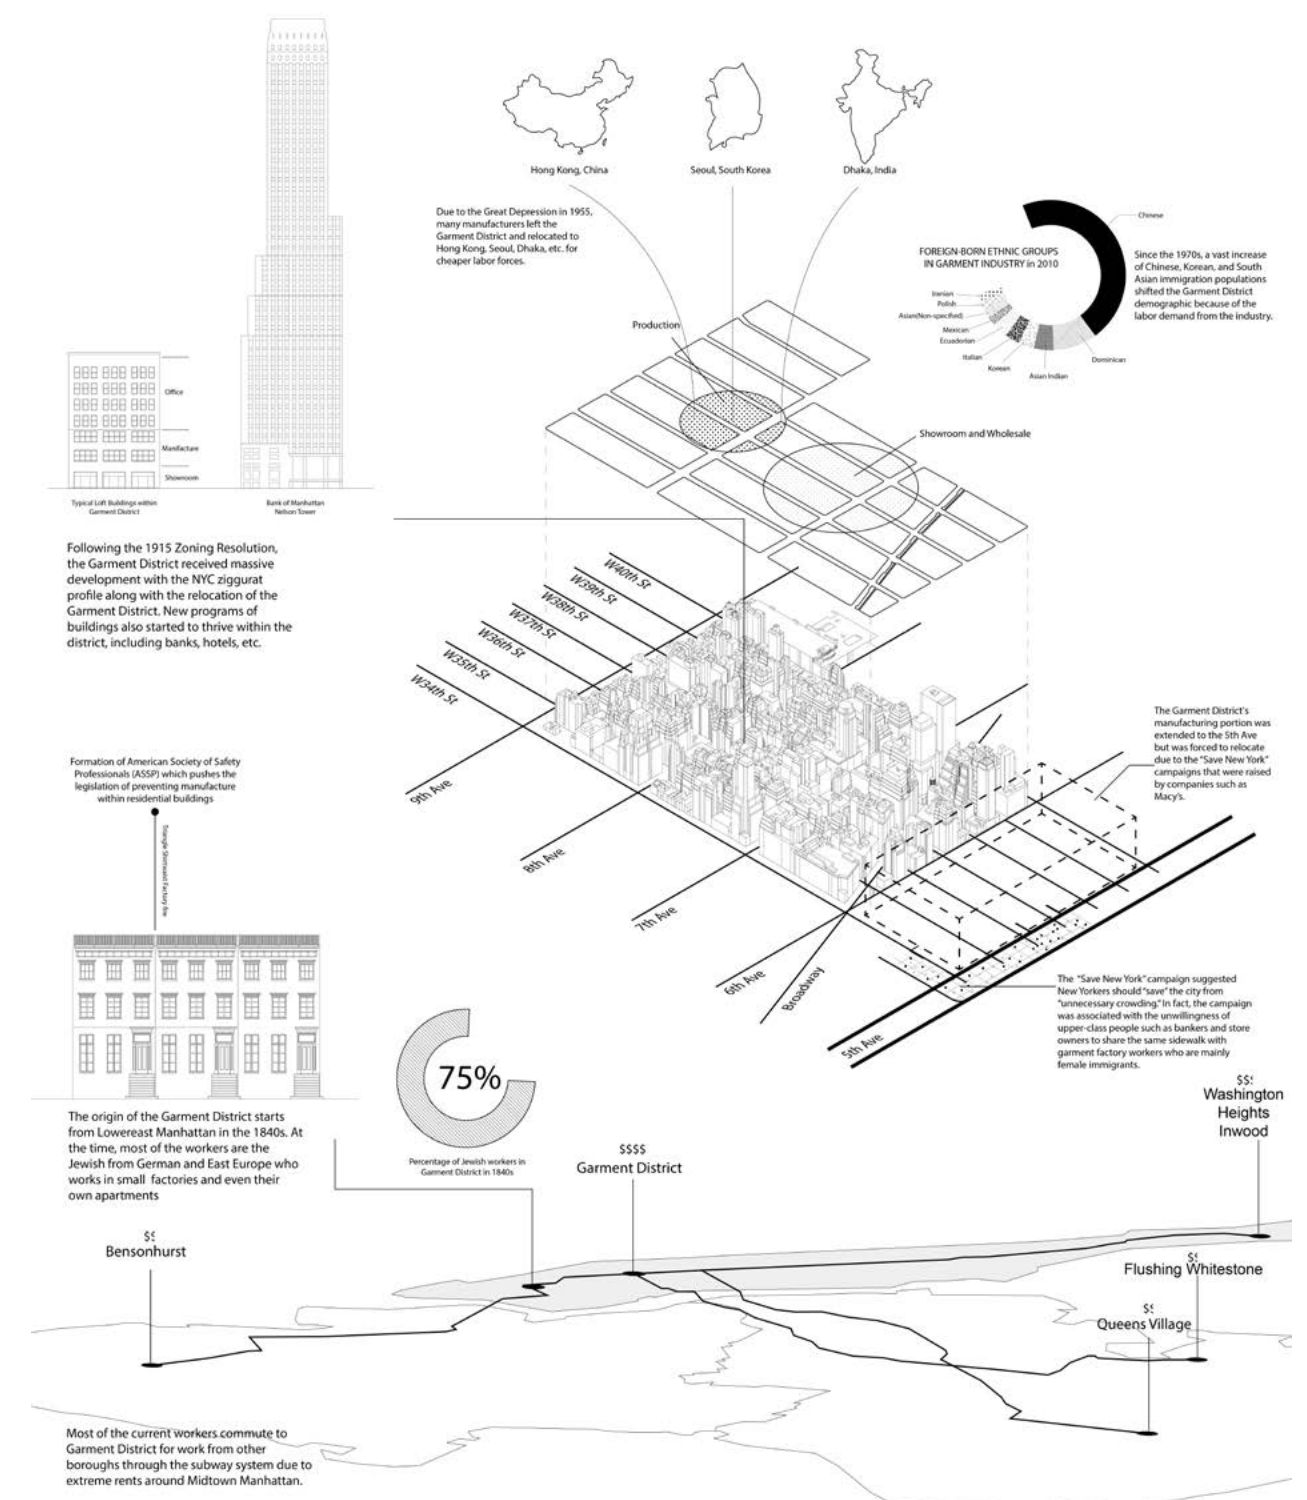 Hong Kong, China
Seoul, South Korea
Dhaka, India
Due to the Great Depression in 1955,
many manufacturers left the
Garment District and relocated to
Hong Kong, Seoul, Dhaka, etc. for
cheaper labor forces.
FOREIGN-BORN ETHNIC GROUPS
IN GARMENT INDUSTRY in 2010
Chinese
Iranian
Polish
Asian(Non-specified)
Mexican
Ecuadorian
Italian
Korean
Asian Indian
Dominican
Since the 1970s, a vast increase
of Chinese, Korean, and South
Asian immigration populations
shifted the Garment District
demographic because of the
labor demand from the industry.
Production
Showroom and Wholesale
Office
Manifacture
Showroom
Typical Loft Buildings within
Garment District
Bank of Manhattan
Nelson Tower
Following the 1915 Zoning Resolution,
the Garment District received massive
development with the NYC ziggurat
profile along with the relocation of the
Garment District. New programs of
buildings also started to thrive within the
district, including banks, hotels, etc.
W40th St
W39th St
W38th St
W37th St
W36th St
W35th St
W34th St
9th Ave
8th Ave
7th Ave
6th Ave
Broadway
5th Ave
The Garment District's
manufacturing portion was
extended to the 5th Ave
but was forced to relocate
due to the "Save New York"
campaigns that were raised
by companies such as
Macy's.
The "Save New York" campaign suggested
New Yorkers should "save" the city from
"unnecessary crowding." In fact, the campaign
was associated with the unwillingness of
upper-class people such as bankers and store
owners to share the same sidewalk with
garment factory workers who are mainly
female immigrants.
Formation of American Society of Safety
Professionals (ASSP) which pushes the
legislation of preventing manufacture
within residential buildings
Triangle Shirtwaist Factory fire
The origin of the Garment District starts
from Lowereast Manhattan in the 1840s. At
the time, most of the workers are the
Jewish from German and East Europe who
works in small factories and even their
own apartments
75%
Percentage of Jewish workers in
Garment District in 1840s
$$$$
Garment District
$$
Washington
Heights
Inwood
$
Flushing Whitestone
$
Queens Village
$
Bensonhurst
Most of the current workers commute to
Garment District for work from other
boroughs through the subway system due to
extreme rents around Midtown Manhattan.